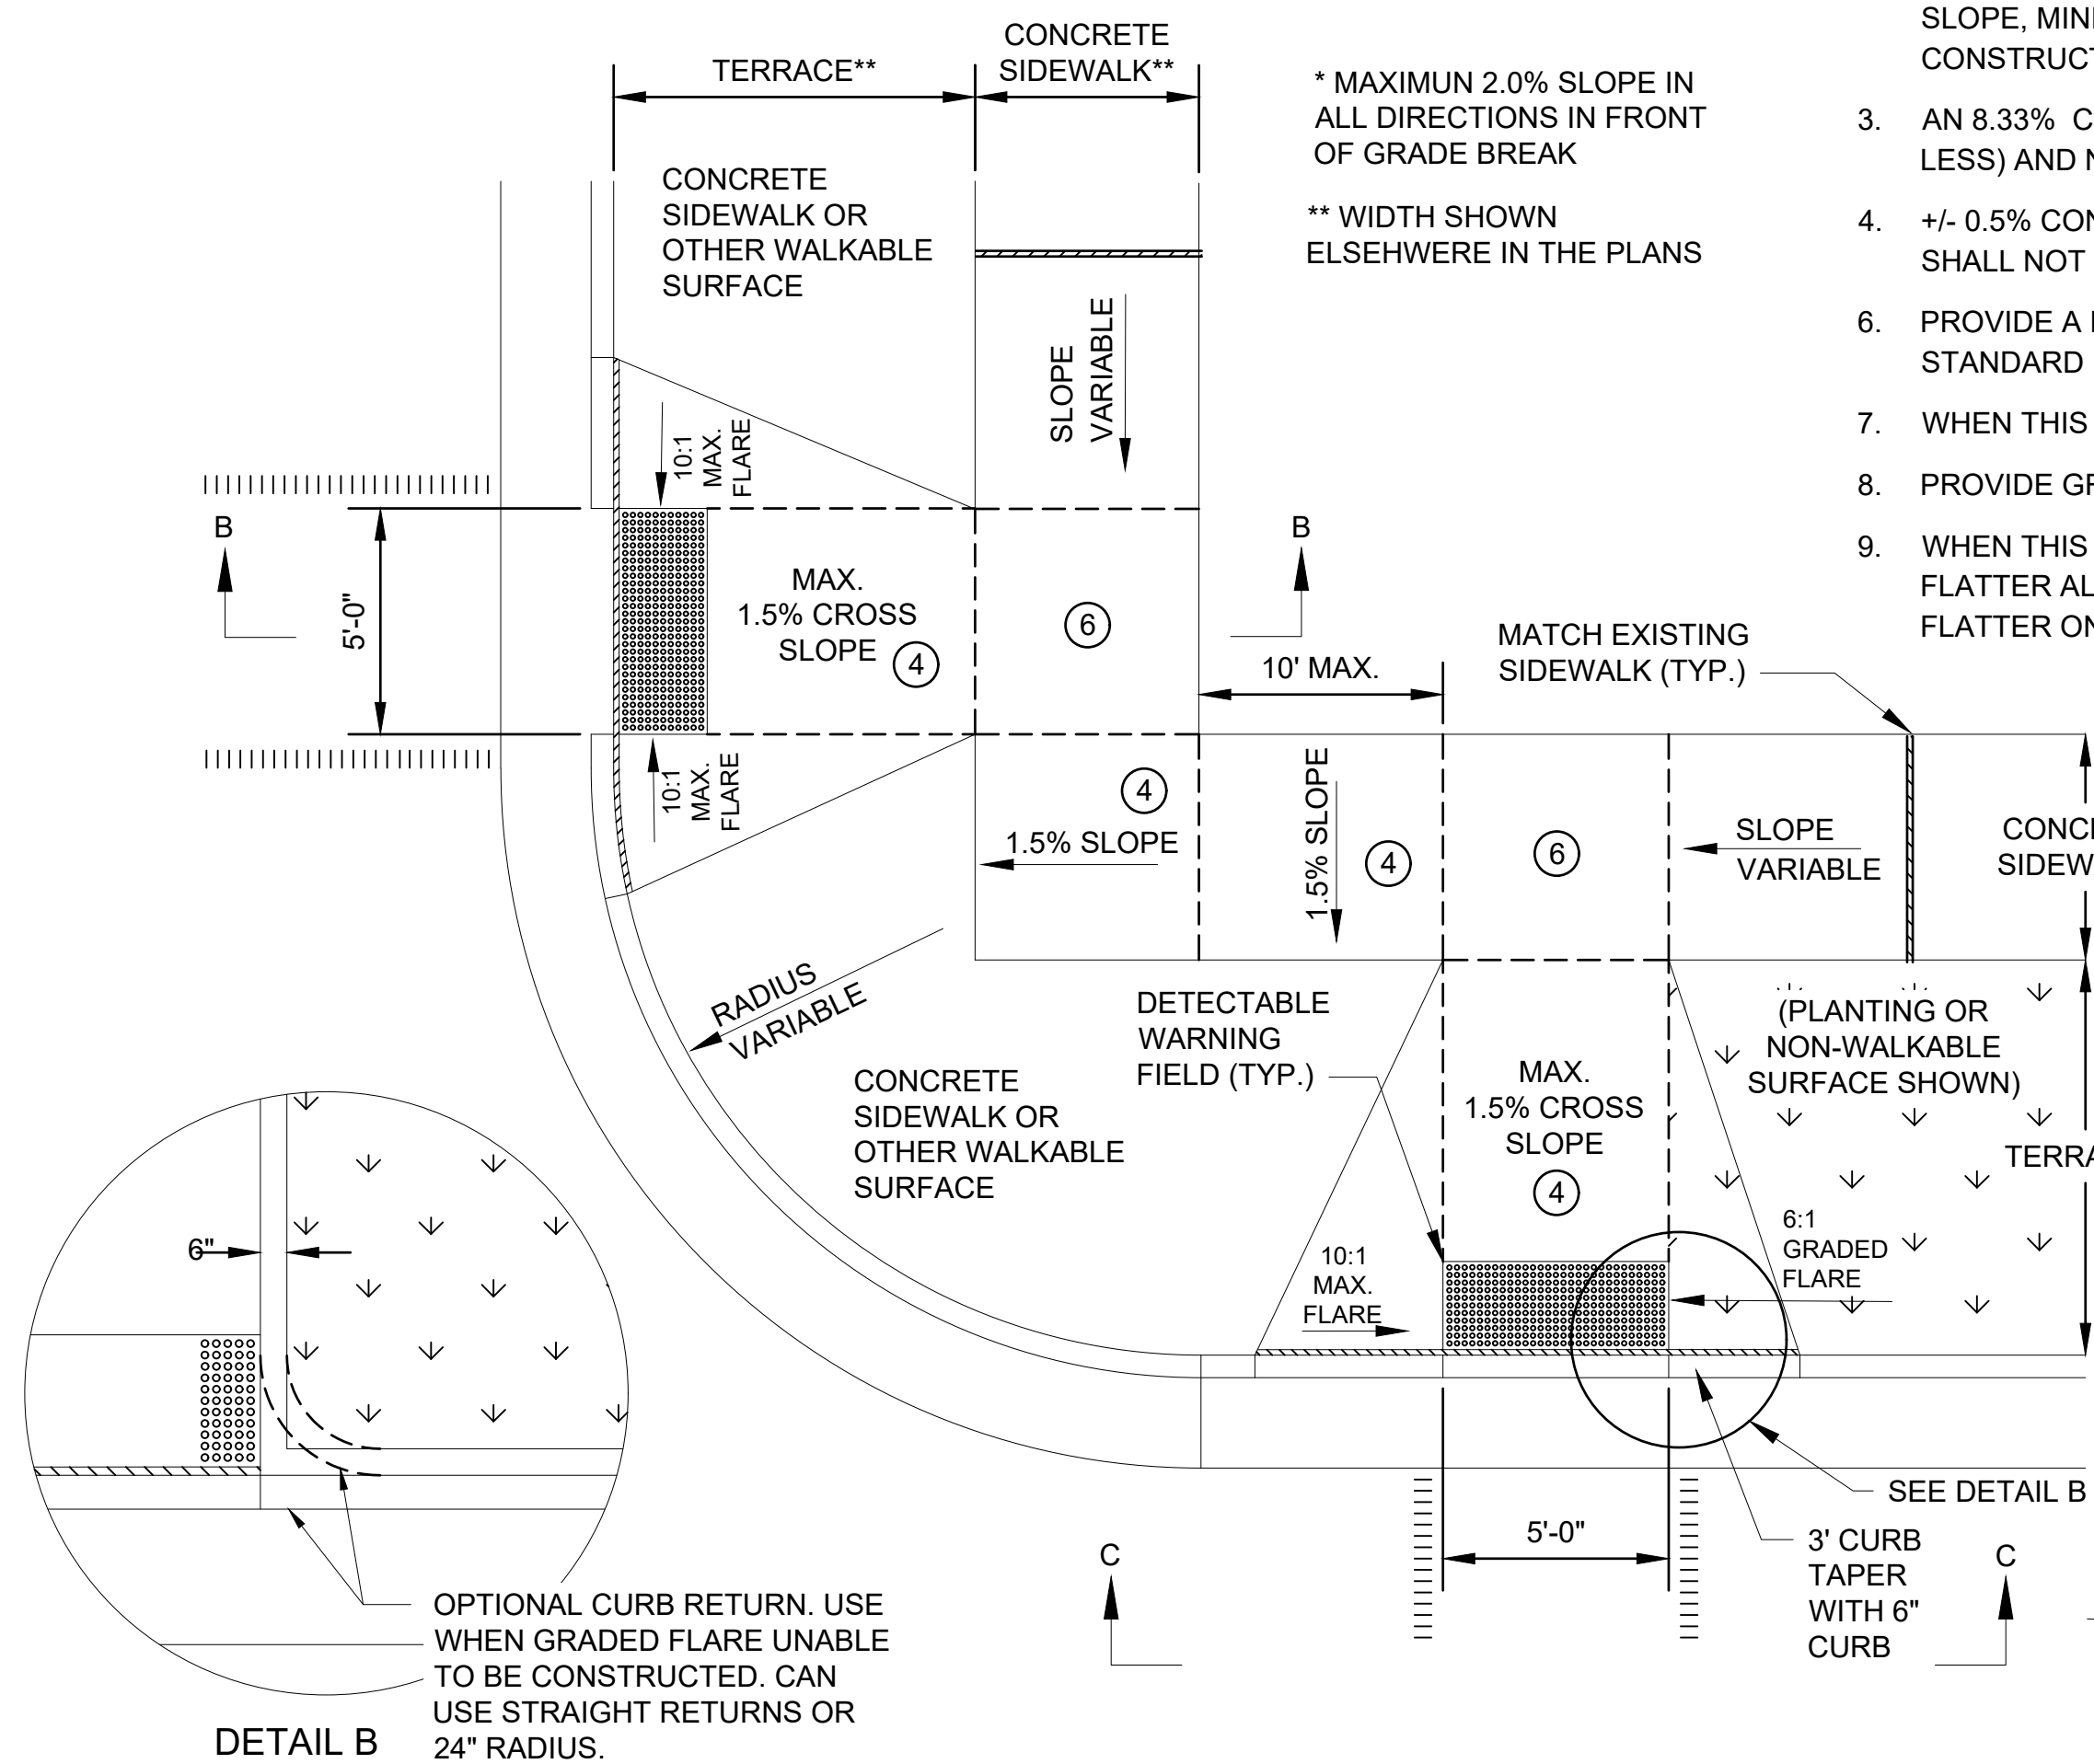 CONCRETE
SIDEWALK**
TERRACE**
* MAXIMUN 2.0% SLOPE IN
ALL DIRECTIONS IN FRONT
OF GRADE BREAK
** WIDTH SHOWN
ELSEHWERE IN THE PLANS
SLOPE, MIN
CONSTRUCT
3. AN 8.33% C
LESS) AND N
4. +/- 0.5% CON
SHALL NOT
6. PROVIDE A
STANDARD
7. WHEN THIS
8. PROVIDE GR
9. WHEN THIS
FLATTER AL
FLATTER ON
CONCRETE
SIDEWALK OR
OTHER WALKABLE
SURFACE
SLOPE
VARIABLE
10:1
MAX.
FLARE
B
5'-0"
MAX.
1.5% CROSS
SLOPE
4
6
B
10' MAX.
MATCH EXISTING
SIDEWALK (TYP.)
10:1
MAX.
FLARE
4
1.5% SLOPE
1.5% SLOPE
4
6
SLOPE
VARIABLE
CONC
SIDEW
RADIUS
VARIABLE
DETECTABLE
WARNING
FIELD (TYP.)
(PLANTING OR
NON-WALKABLE
SURFACE SHOWN)
CONCRETE
SIDEWALK OR
OTHER WALKABLE
SURFACE
MAX.
1.5% CROSS
SLOPE
4
TERRA
10:1
MAX.
FLARE
6:1
GRADED
FLARE
6"
SEE DETAIL B
5'-0"
3' CURB
TAPER
WITH 6"
CURB
C
C
OPTIONAL CURB RETURN. USE
WHEN GRADED FLARE UNABLE
TO BE CONSTRUCTED. CAN
USE STRAIGHT RETURNS OR
24" RADIUS.
DETAIL B